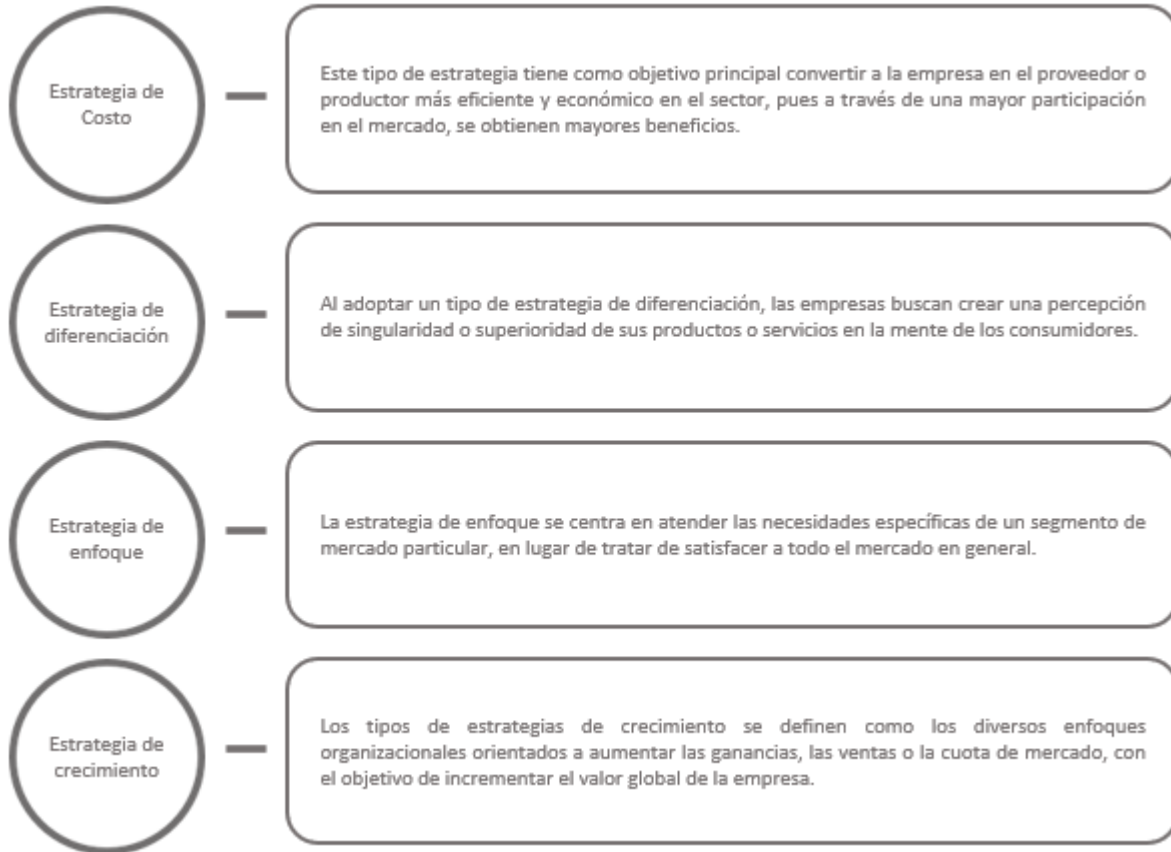 Estrategia de
Costo
Este tipo de estrategia tiene como objetivo principal convertir a la empresa en el proveedor o
productor más eficiente y económico en el sector, pues a través de una mayor participación
en el mercado, se obtienen mayores beneficios.
Estrategia de
diferenciación
Al adoptar un tipo de estrategia de diferenciación, las empresas buscan crear una percepción
de singularidad o superioridad de sus productos o servicios en la mente de los consumidores.
Estrategia de
enfoque
La estrategia de enfoque se centra en atender las necesidades específicas de un segmento de
mercado particular, en lugar de tratar de satisfacer a todo el mercado en general.
Estrategia de
crecimiento
Los tipos de estrategias de crecimiento se definen como los diversos enfoques
organizacionales orientados a aumentar las ganancias, las ventas o la cuota de mercado, con
el objetivo de incrementar el valor global de la empresa.